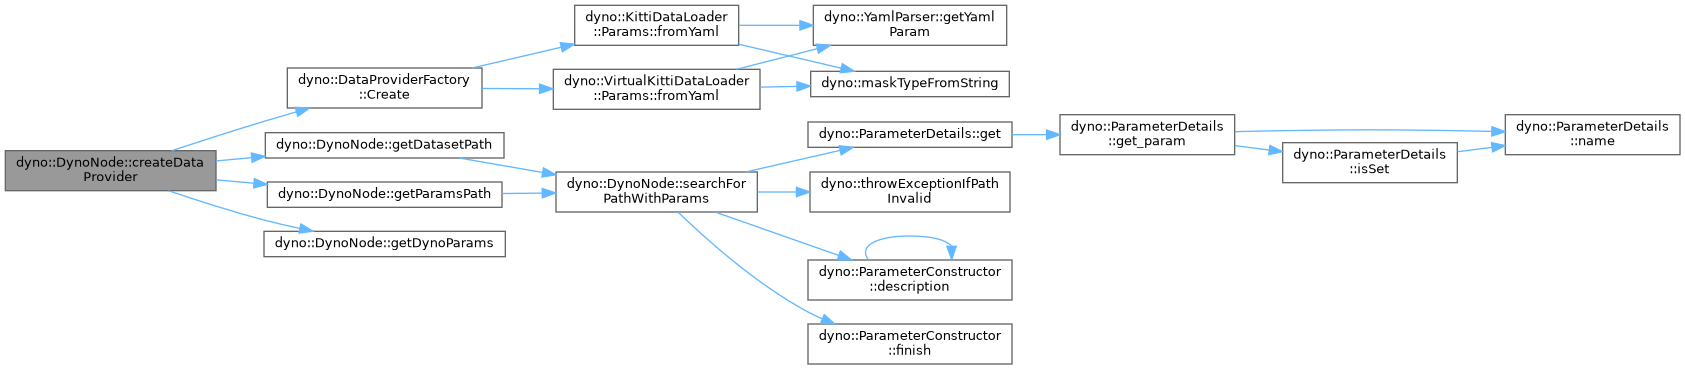 dyno::DynoNode::createData
Provider
dyno::DataProviderFactory
::Create
dyno::DynoNode::getDatasetPath
dyno::DynoNode::getParamsPath
dyno::DynoNode::getDynoParams
dyno::KittiDataLoader
::Params::fromYaml
dyno::VirtualKittiDataLoader
::Params::fromYaml
dyno::DynoNode::searchFor
PathWithParams
dyno::YamlParser::getYaml
Param
dyno::maskTypeFromString
dyno::ParameterDetails::get
dyno::throwExceptionIfPath
Invalid
dyno::ParameterConstructor
::description
dyno::ParameterConstructor
::finish
dyno::ParameterDetails
::get_param
dyno::ParameterDetails
::isSet
dyno::ParameterDetails
::name